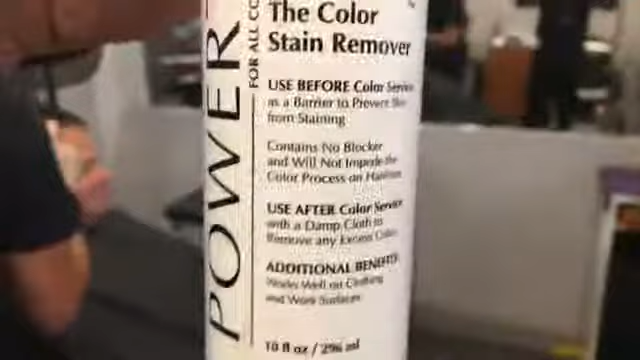 POWER
FOR ALL CO
The Color
Stain Remover
USE BEFORE Color Service
as a Barrier to Prevent Skin
from Staining
Contains No Blocker
and Will Not Impede the
Color Process on Hairline
USE AFTER Color Service
with a Damp Cloth to
Remove any Excess Color
ADDITIONAL BENEFITS
Works Well on Clothing
and Work Surfaces
10 fl oz / 296 ml